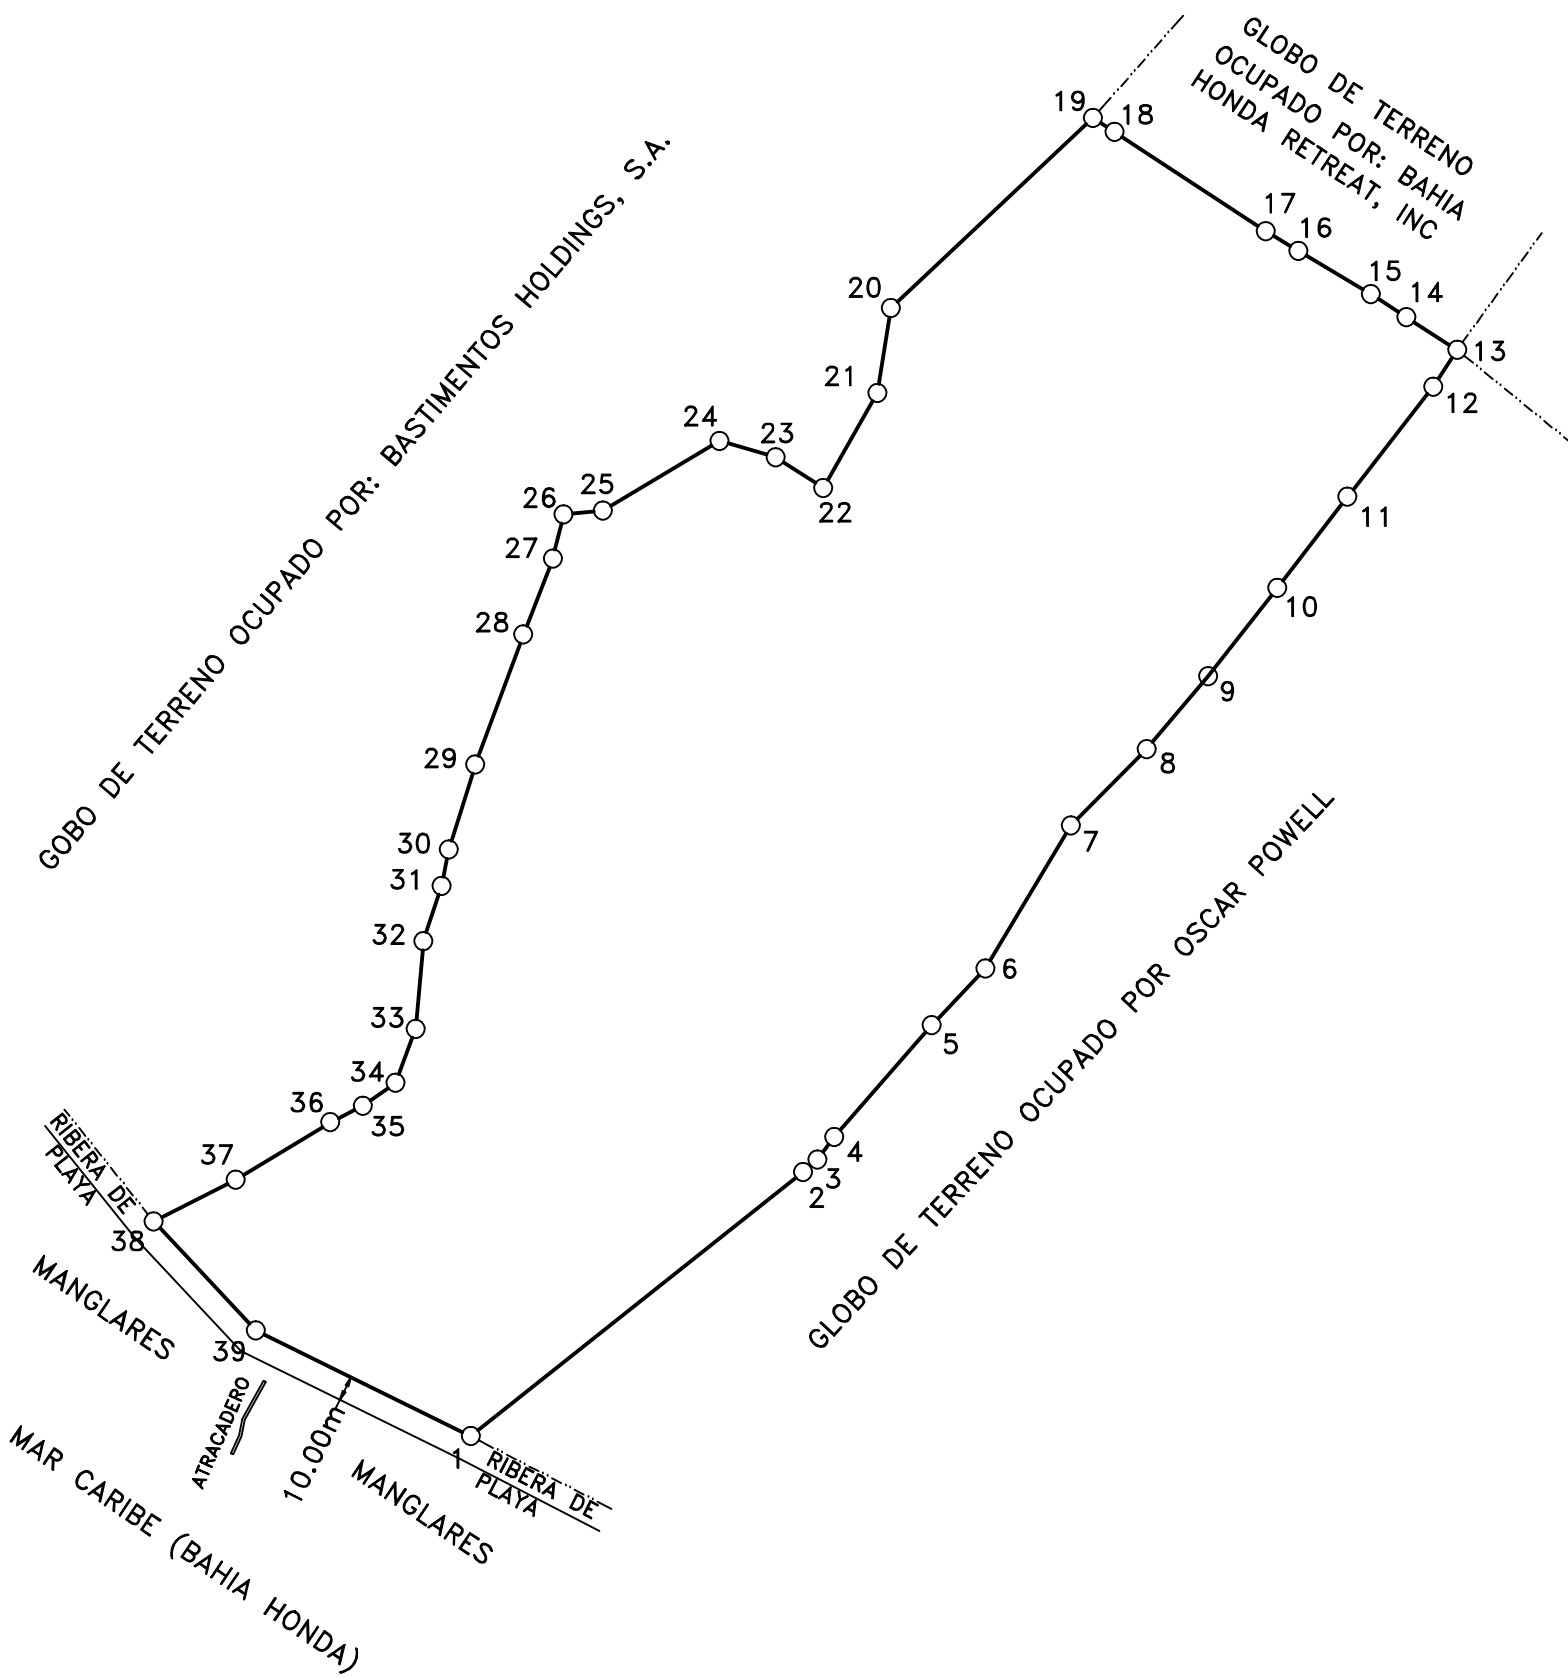 GLOBO DE TERRENO
OCUPADO POR: BAHIA
HONDA RETREAT, INC
19
18
17
16
15
14
13
12
11
10
9
8
7
6
5
4
3
2
1
20
21
22
23
24
25
26
27
28
29
30
31
32
33
34
35
36
37
38
39
GOBO DE TERRENO OCUPADO POR: BASTIMENTOS HOLDINGS, S.A.
GLOBO DE TERRENO OCUPADO POR OSCAR POWELL
RIBERA DE
PLAYA
MANGLARES
ATRACADERO
10.00m
RIBERA DE
PLAYA
MANGLARES
MAR CARIBE (BAHIA HONDA)